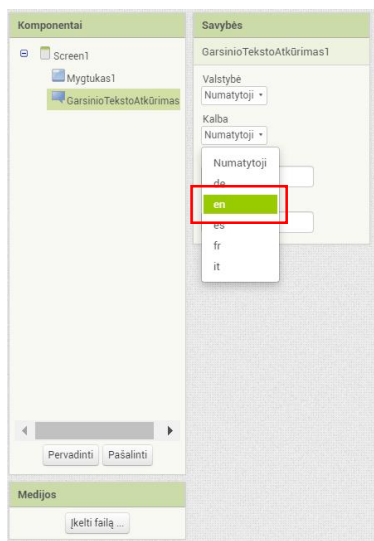 Komponentai
Screen1
Mygtukas1
GarsinioTekstoAtkūrimas
Pervadinti
Pašalinti
Medijos
Įkelti failą ...
Savybės
GarsinioTekstoAtkūrimas1
Valstybė
Numatytoji
Kalba
Numatytoji
Numatytoji
de
en
es
fr
it